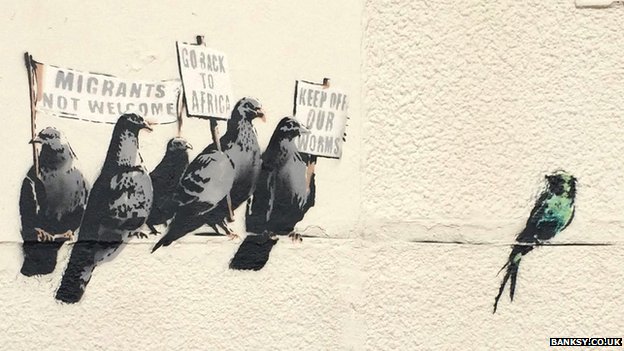 MIGRANTS
NOT WELCOME
GO BACK
TO
AFRICA
KEEP OFF
OUR
WORMS
BANKSY.CO.UK